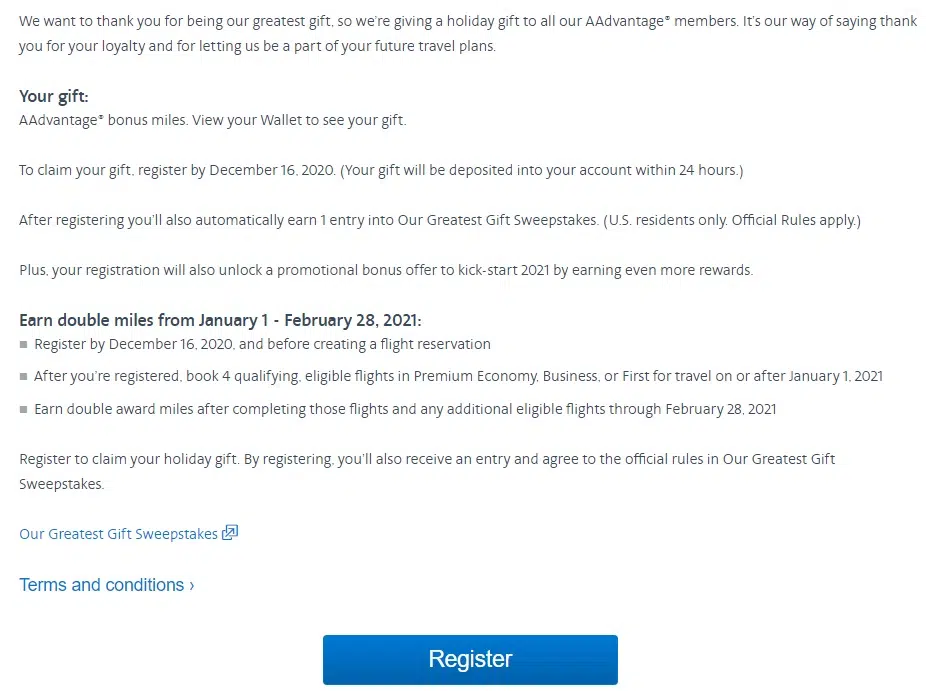 We want to thank you for being our greatest gift, so we're giving a holiday gift to all our AAdvantage® members. It's our way of saying thank
you for your loyalty and for letting us be a part of your future travel plans.
Your gift:
AAdvantage® bonus miles. View your Wallet to see your gift.
To claim your gift, register by December 16, 2020. (Your gift will be deposited into your account within 24 hours.)
After registering you'll also automatically earn 1 entry into Our Greatest Gift Sweepstakes. (U.S. residents only. Official Rules apply.)
Plus, your registration will also unlock a promotional bonus offer to kick-start 2021 by earning even more rewards.
Earn double miles from January 1 - February 28, 2021:
■ Register by December 16, 2020, and before creating a flight reservation
■ After you're registered, book 4 qualifying, eligible flights in Premium Economy, Business, or First for travel on or after January 1, 2021
■ Earn double award miles after completing those flights and any additional eligible flights through February 28, 2021
Register to claim your holiday gift. By registering, you'll also receive an entry and agree to the official rules in Our Greatest Gift
Sweepstakes.
Our Greatest Gift Sweepstakes
Terms and conditions ›
Register